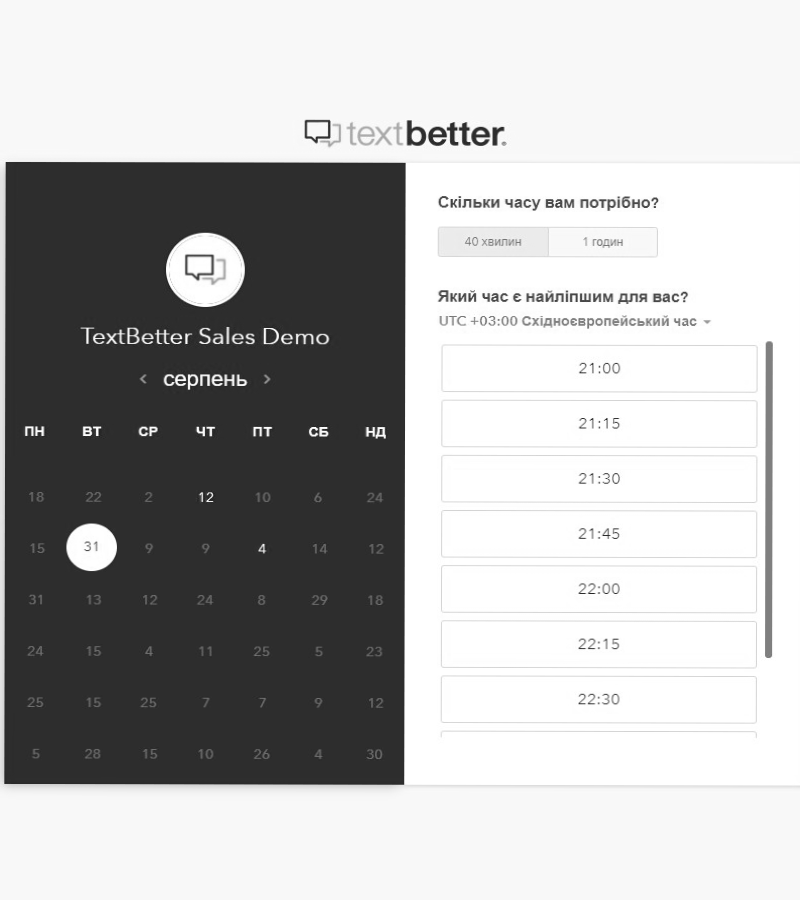 textbetter.
TextBetter Sales Demo
‹ серпень ›
ПН ВТ СР ЧТ ПТ СБ НД
18 22 2 12 10 6 24
15 31 9 9 4 14 12
31 13 12 24 8 29 18
24 15 4 11 25 5 23
25 15 25 7 7 9 12
5 28 15 10 26 4 30
Скільки часу вам потрібно?
40 хвилин 1 годин
Який час є найліпшим для вас?
UTC +03:00 Східноєвропейський час
21:00
21:15
21:30
21:45
22:00
22:15
22:30